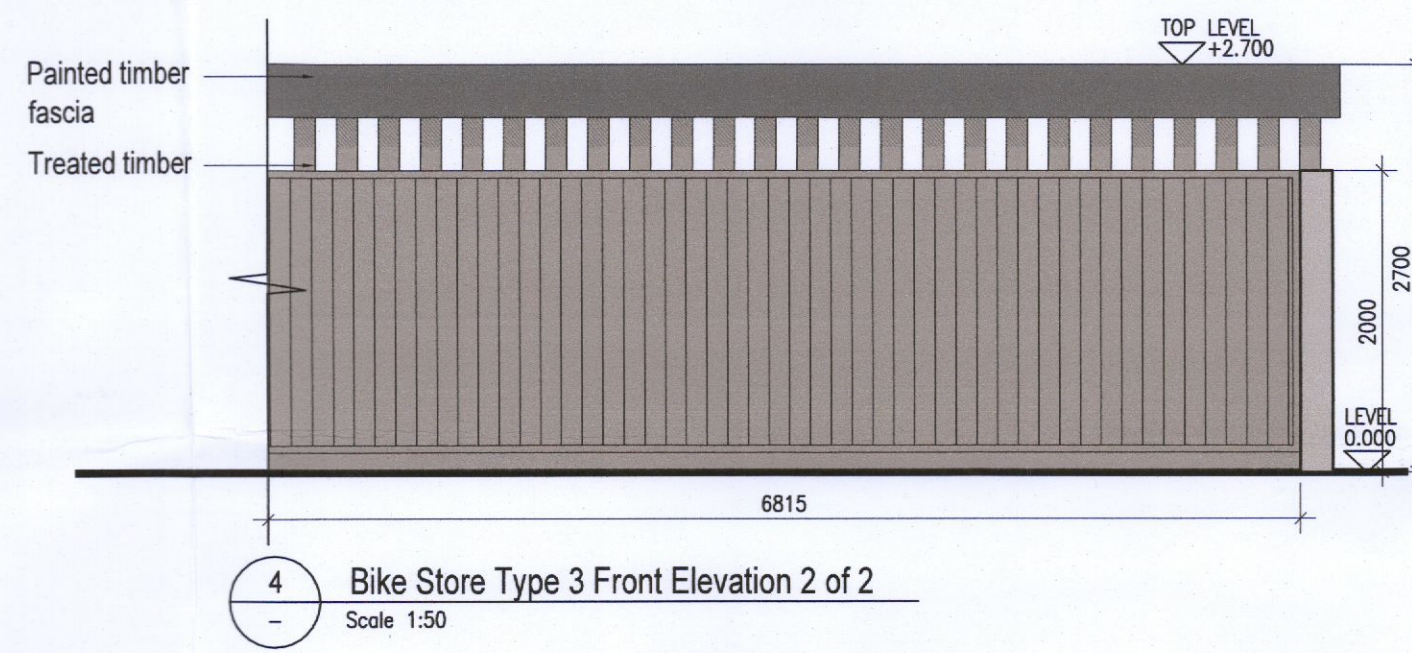 TOP LEVEL
+2.700
Painted timber
fascia
Treated timber
2700
2000
LEVEL
0.000
6815
4
-
Bike Store Type 3 Front Elevation 2 of 2
Scale 1:50